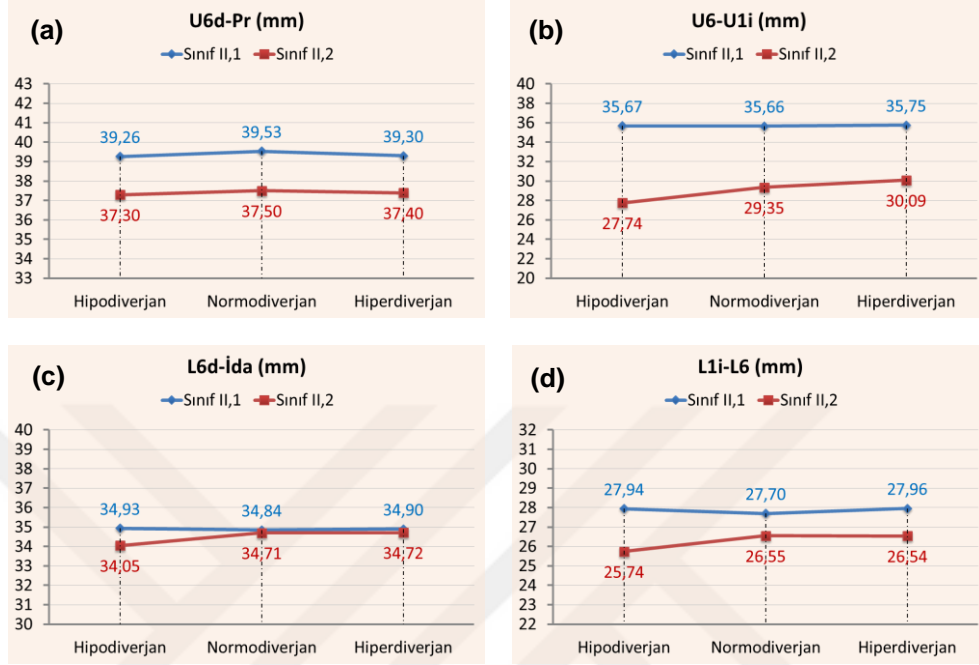 (a)
U6d-Pr (mm)
Sınıf II,1 Sınıf II,2
43
42
41
40
39
38
37
36
35
34
33
39,26 39,53 39,30
37,30 37,50 37,40
Hipodiverjan Normodiverjan Hiperdiverjan
(b)
U6-U1i (mm)
Sınıf II,1 Sınıf II,2
40
38
36
34
32
30
28
26
24
22
20
35,67 35,66 35,75
27,74 29,35 30,09
Hipodiverjan Normodiverjan Hiperdiverjan
(c)
L6d-İda (mm)
Sınıf II,1 Sınıf II,2
40
39
38
37
36
35
34
33
32
31
30
34,93 34,84 34,90
34,05 34,71 34,72
Hipodiverjan Normodiverjan Hiperdiverjan
(d)
L1i-L6 (mm)
Sınıf II,1 Sınıf II,2
32
31
30
29
28
27
26
25
24
23
22
27,94 27,70 27,96
25,74 26,55 26,54
Hipodiverjan Normodiverjan Hiperdiverjan